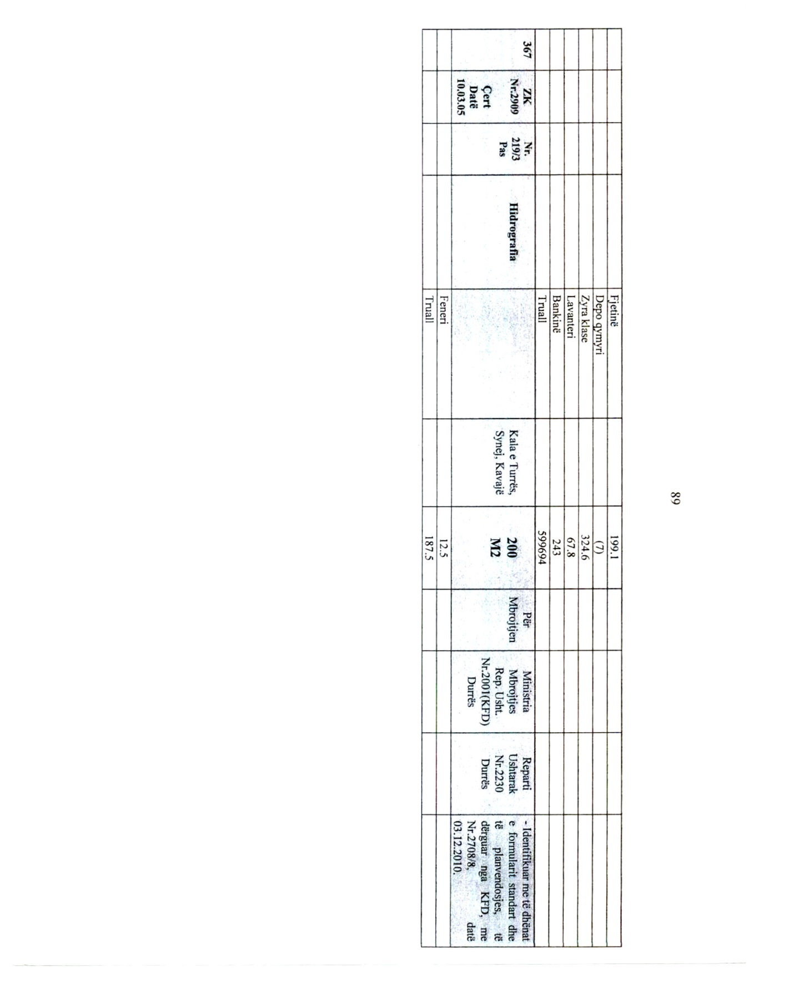 89
Fjetinë 199.1
Depo qymyri (7)
Zyra klase 324.6
Lavanteri 67.8
Bankinë 243
Truall 599694
367
ZK
Nr.2909
Çert
Datë
10.03.05
Nr.
219/3
Pas
Hidrografia
Kala e Turrës,
Synej, Kavajë
200
M2
Për
Mbrojtjen
Ministria
Mbrojtjes
Rep. Usht.
Nr.2001(KFD)
Durrës
Reparti
Ushtarak
Nr.2230
Durrës
- Identifikuar me të dhënat
e formularit standart dhe
të planvendosjes, të
dërguar nga KFD, me
Nr.2708/8, datë
03.12.2010.
Feneri 12.5
Truall 187.5